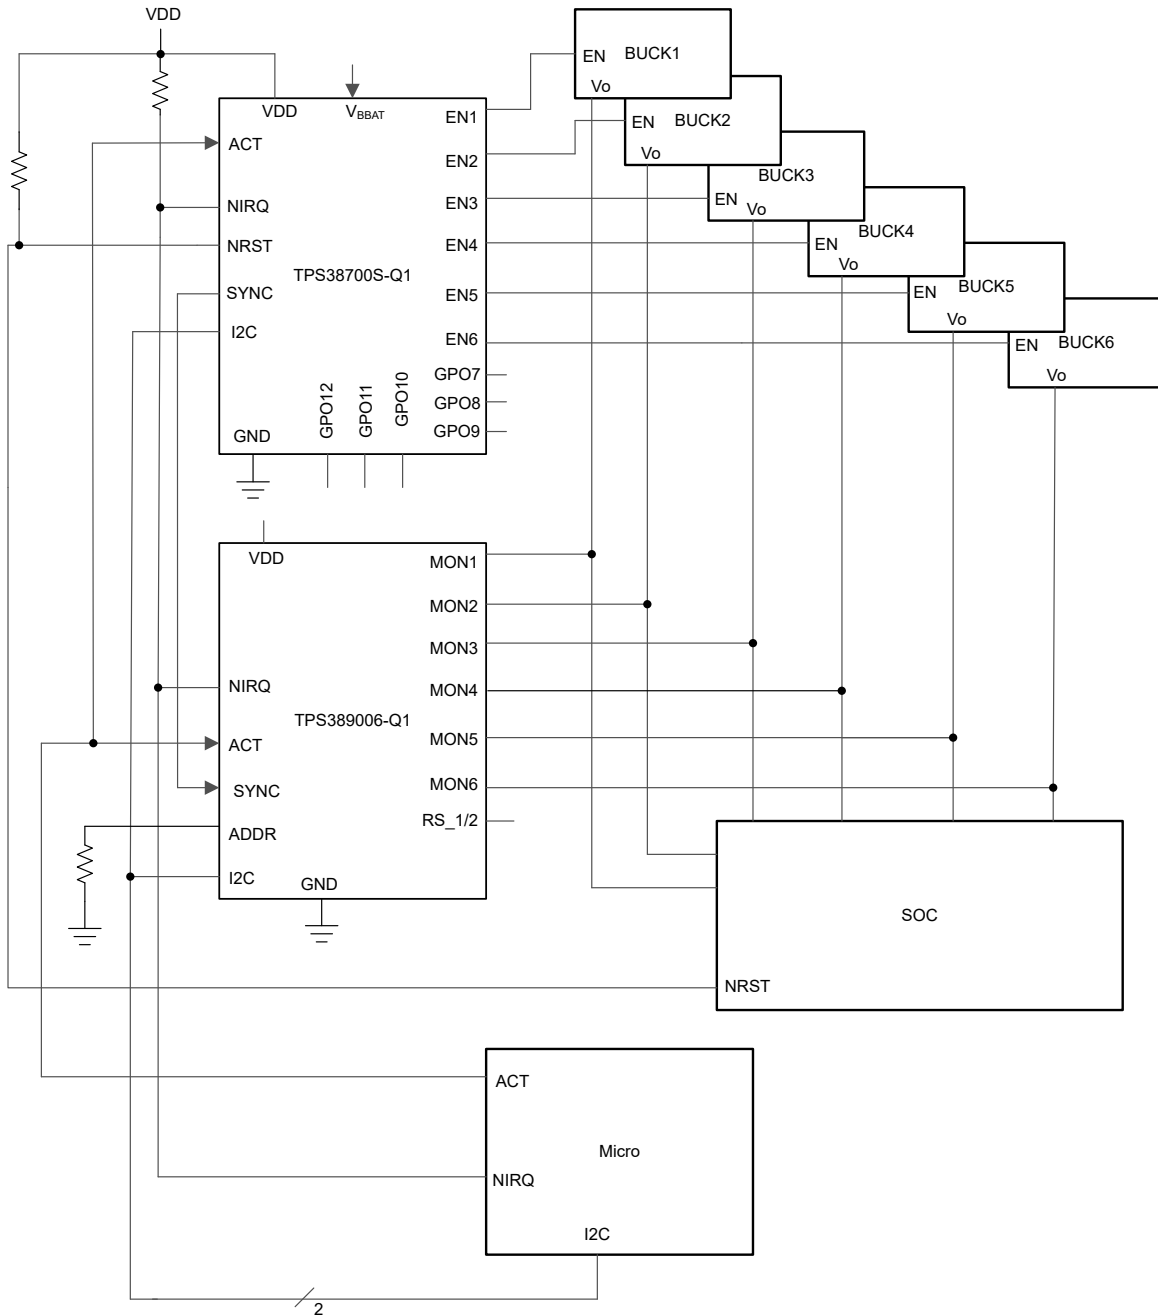 VDD
BUCK1
EN
Vo
VDD
VBBAT
EN1
BUCK2
EN
Vo
ACT
EN2
BUCK3
EN
Vo
NIRQ
EN3
BUCK4
EN
Vo
NRST
EN4
TPS38700S-Q1
BUCK5
EN
Vo
SYNC
EN5
I2C
EN6
BUCK6
EN
Vo
GPO7
GPO8
GPO9
GPO12
GPO11
GPO10
GND
VDD
MON1
MON2
MON3
NIRQ
MON4
TPS389006-Q1
ACT
MON5
SYNC
MON6
RS_1/2
ADDR
I2C
GND
SOC
NRST
ACT
Micro
NIRQ
I2C
2